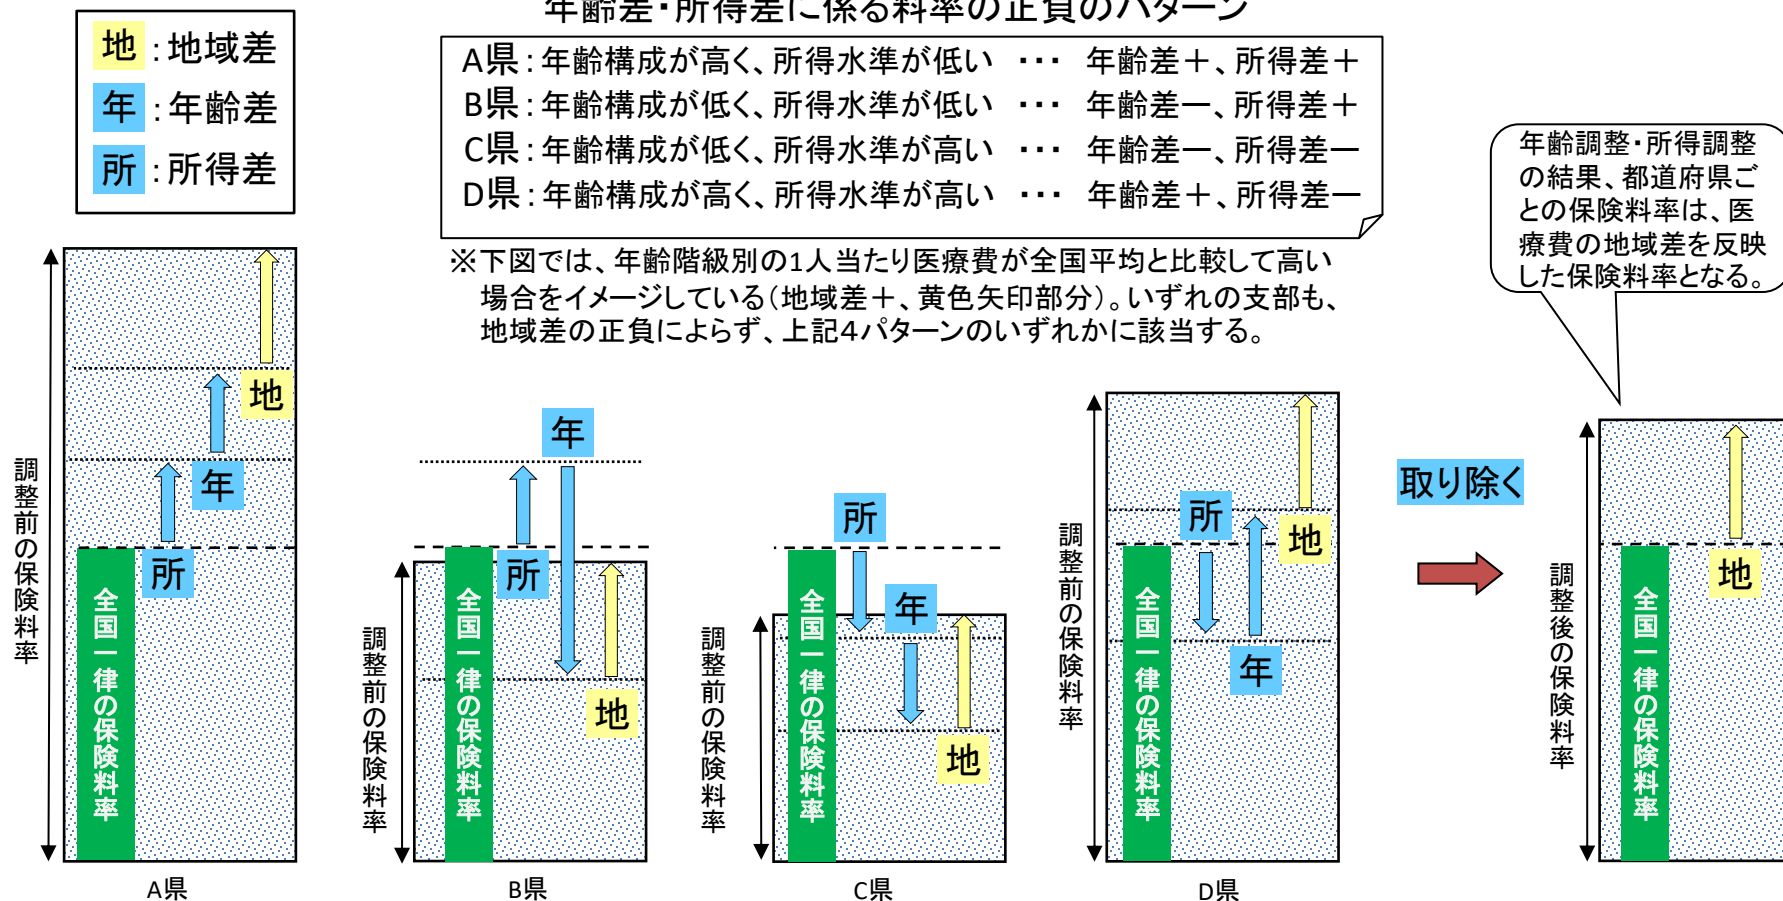 年齢差・所得差に係る料率の正負のパターン
地：地域差
年：年齢差
所：所得差
A県：年齢構成が高く、所得水準が低い ・・・ 年齢差＋、所得差＋
B県：年齢構成が低く、所得水準が低い ・・・ 年齢差－、所得差＋
C県：年齢構成が低く、所得水準が高い ・・・ 年齢差－、所得差－
D県：年齢構成が高く、所得水準が高い ・・・ 年齢差＋、所得差－
※下図では、年齢階級別の1人当たり医療費が全国平均と比較して高い
場合をイメージしている（地域差＋、黄色矢印部分）。いずれの支部も、
地域差の正負によらず、上記４パターンのいずれかに該当する。
年齢調整・所得調整
の結果、都道府県ご
との保険料率は、医
療費の地域差を反映
した保険料率となる。
調整前の保険料率
全国一律の保険料率
所
年
地
A県
調整前の保険料率
全国一律の保険料率
所
年
地
B県
調整前の保険料率
全国一律の保険料率
所
年
地
C県
調整前の保険料率
全国一律の保険料率
所
年
地
D県
取り除く
調整後の保険料率
全国一律の保険料率
地